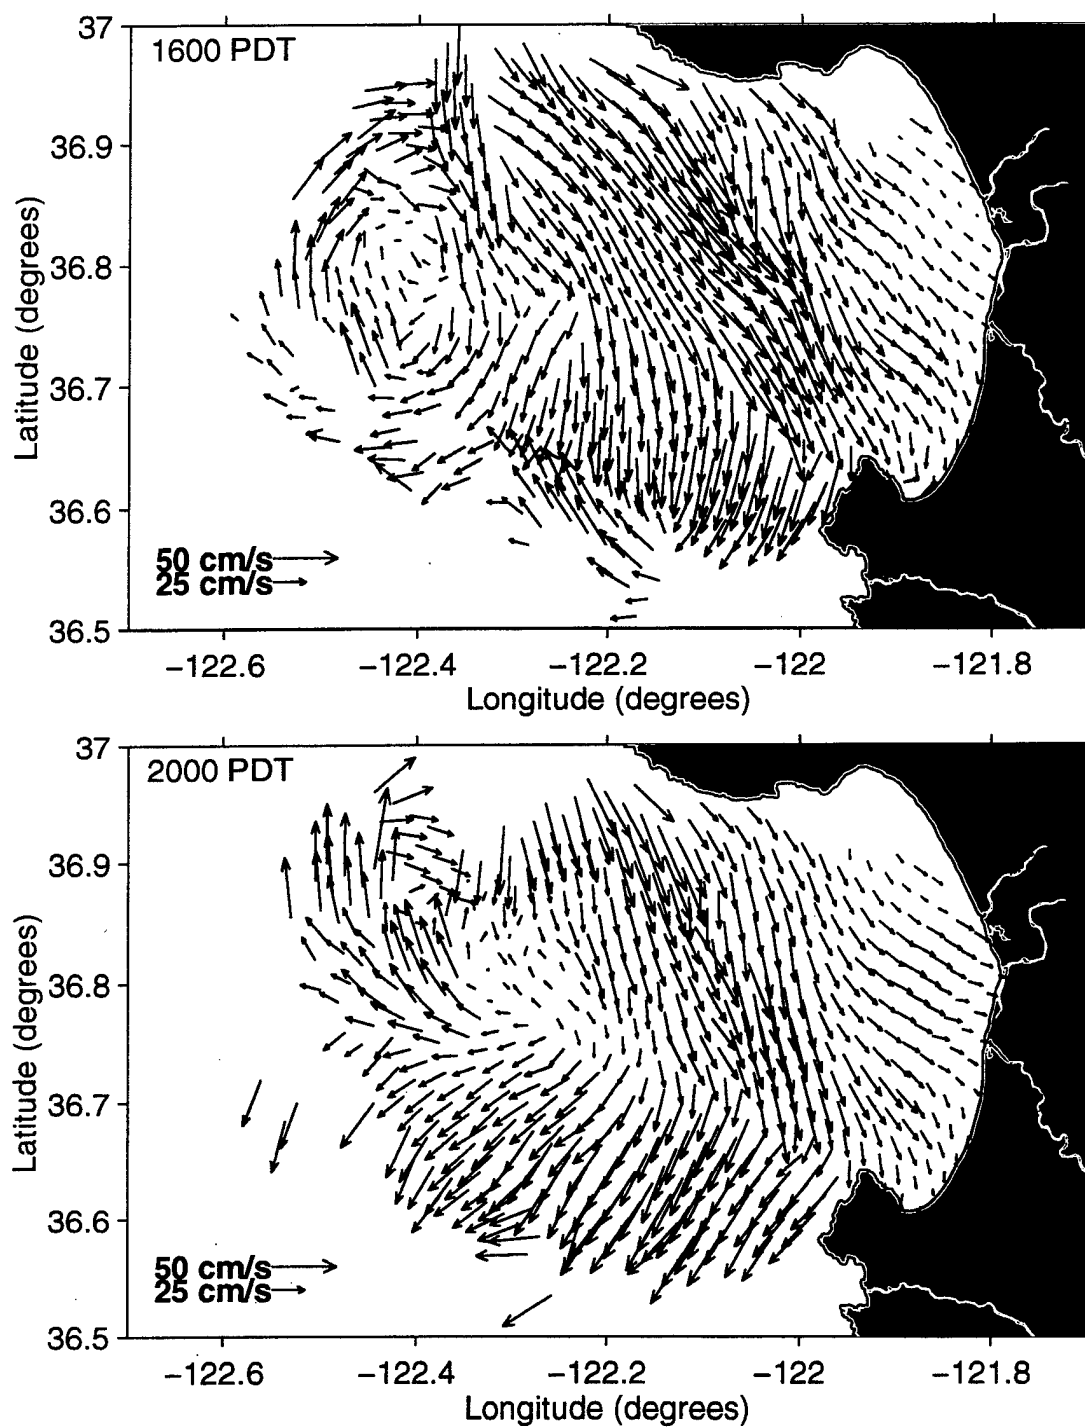 37
1600 PDT
36.9
36.8
36.7
36.6
36.5
Latitude (degrees)
50 cm/s
25 cm/s
−122.6
−122.4
−122.2
−122
−121.8
Longitude (degrees)
37
2000 PDT
36.9
36.8
36.7
36.6
36.5
Latitude (degrees)
50 cm/s
25 cm/s
−122.6
−122.4
−122.2
−122
−121.8
Longitude (degrees)